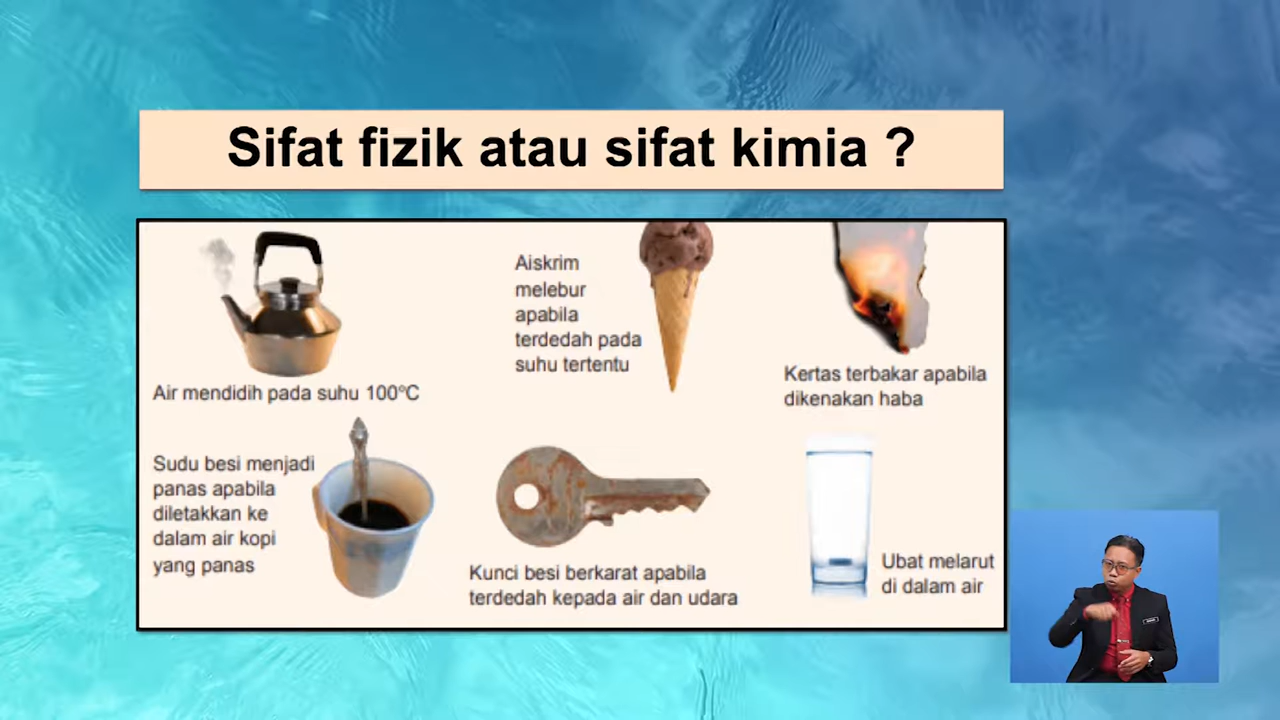 Sifat fizik atau sifat kimia ?
Air mendidih pada suhu 100°C
Aiskrim
melebur
apabila
terdedah pada
suhu tertentu
Kertas terbakar apabila
dikenakan haba
Sudu besi menjadi
panas apabila
diletakkan ke
dalam air kopi
yang panas
Kunci besi berkarat apabila
terdedah kepada air dan udara
Ubat melarut
di dalam air